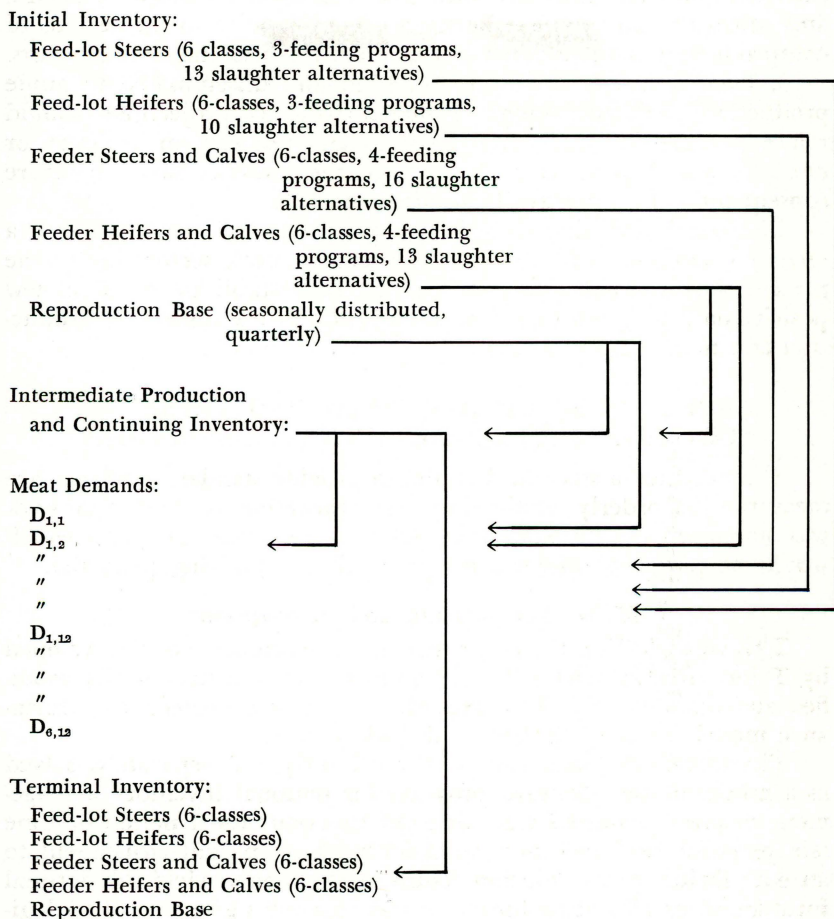 Initial Inventory:
Feed-lot Steers (6 classes, 3-feeding programs,
13 slaughter alternatives)
Feed-lot Heifers (6-classes, 3-feeding programs,
10 slaughter alternatives)
Feeder Steers and Calves (6-classes, 4-feeding
programs, 16 slaughter
alternatives)
Feeder Heifers and Calves (6-classes, 4-feeding
programs, 13 slaughter
alternatives)
Reproduction Base (seasonally distributed,
quarterly)
Intermediate Production
and Continuing Inventory:
Meat Demands:
D₁,₁
D₁,₂
"
"
"
D₁,₁₂
"
"
"
D₆,₁₂
Terminal Inventory:
Feed-lot Steers (6-classes)
Feed-lot Heifers (6-classes)
Feeder Steers and Calves (6-classes)
Feeder Heifers and Calves (6-classes)
Reproduction Base